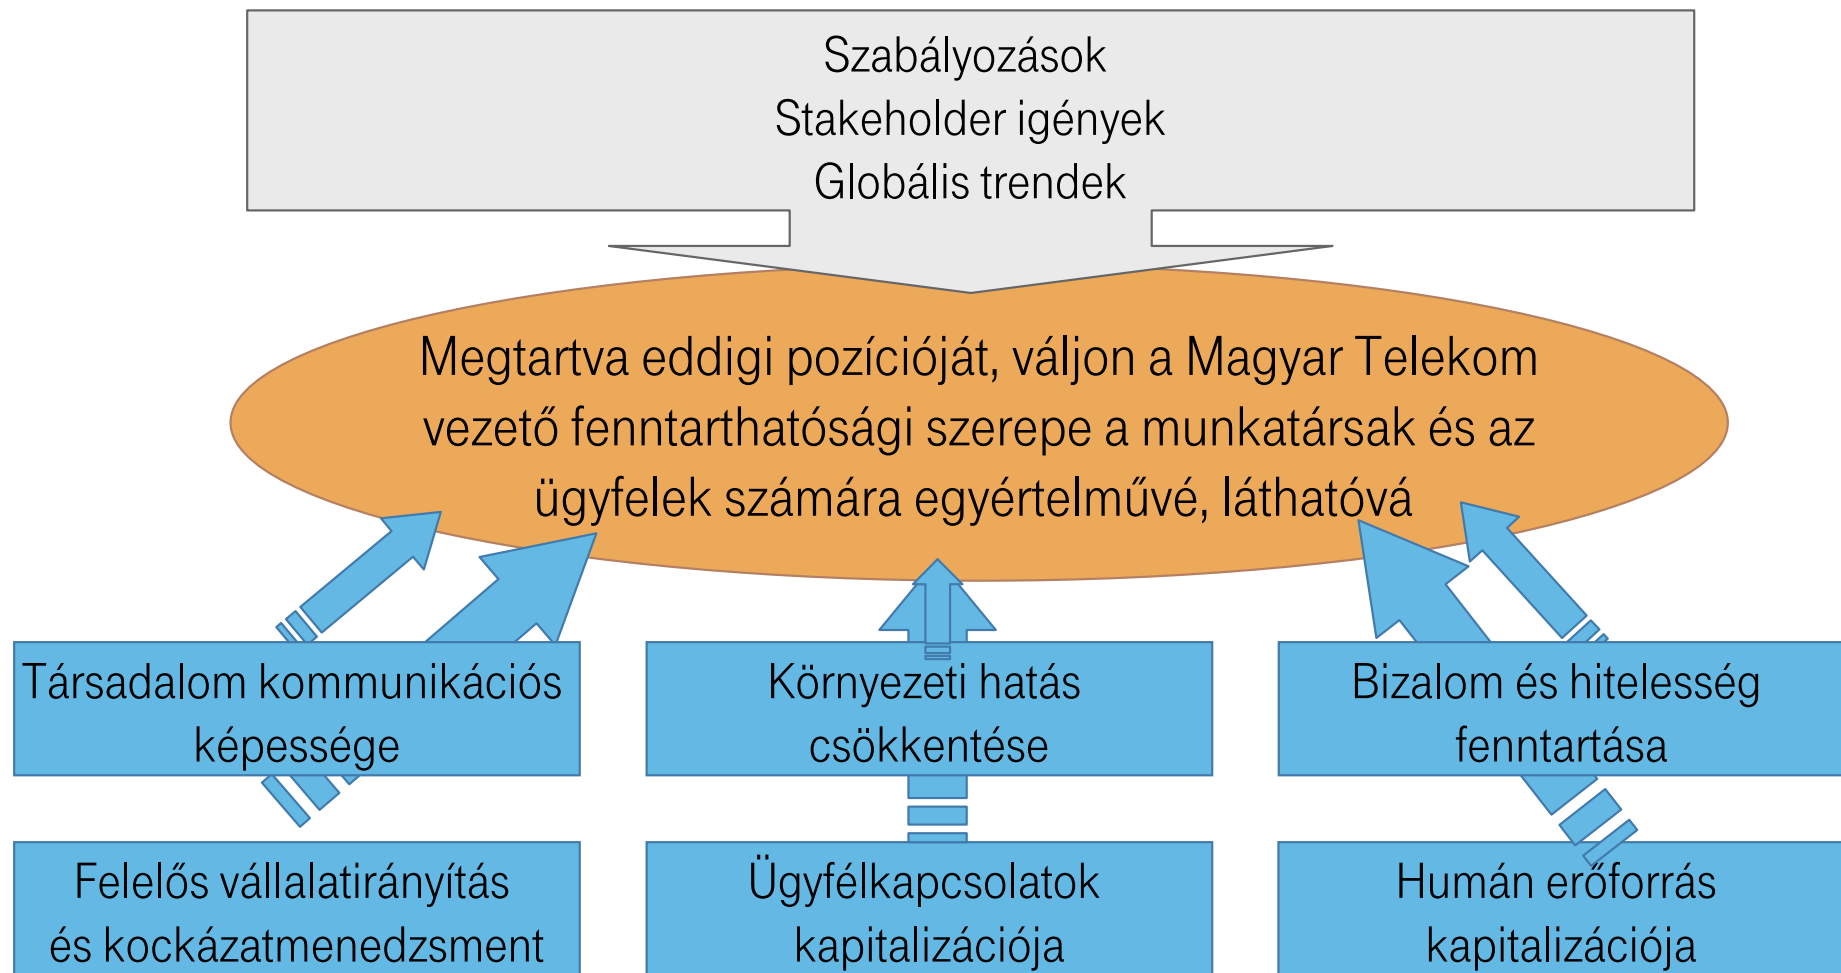 Szabályozások
Stakeholder igények
Globális trendek
Megtartva eddigi pozícióját, váljon a Magyar Telekom
vezető fenntarthatósági szerepe a munkatársak és az
ügyfelek számára egyértelművé, láthatóvá
Társadalom kommunikációs
képessége
Környezeti hatás
csökkentése
Bizalom és hitelesség
fenntartása
Felelős vállalatirányítás
és kockázatmenedzsment
Ügyfélkapcsolatok
kapitalizációja
Humán erőforrás
kapitalizációja